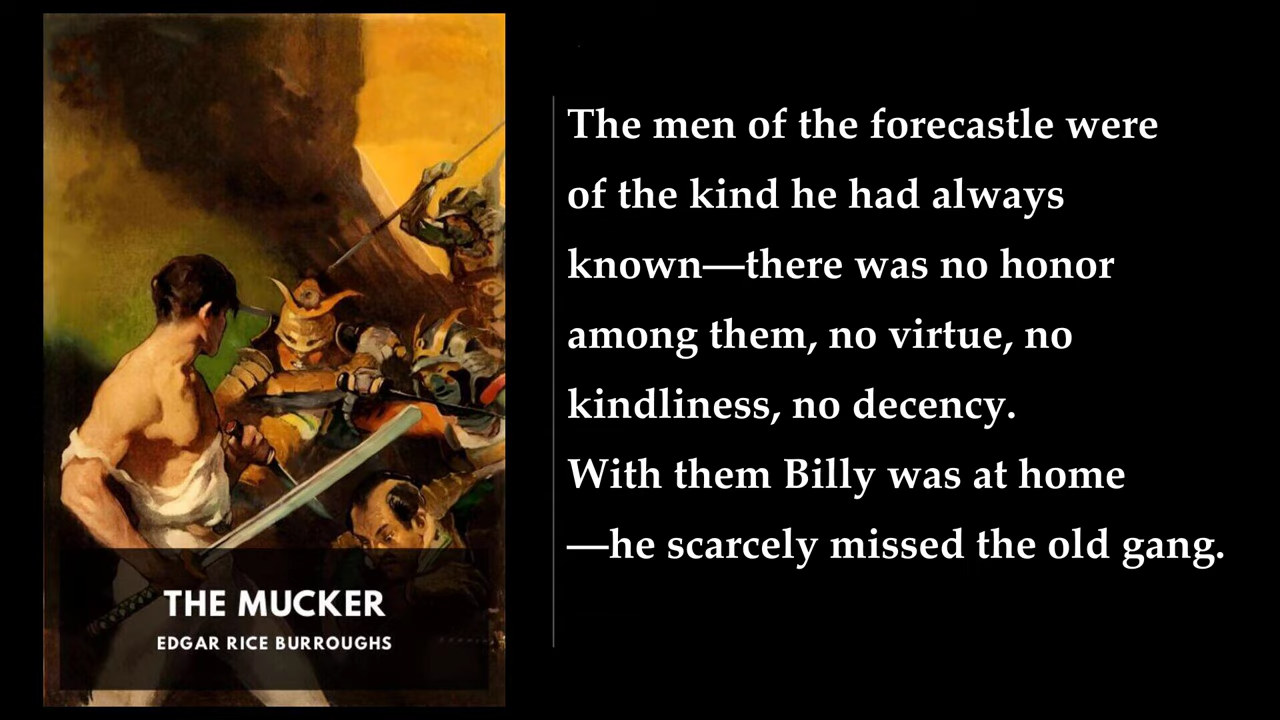 The men of the forecastle were
of the kind he had always
known—there was no honor
among them, no virtue, no
kindliness, no decency.
With them Billy was at home
—he scarcely missed the old gang.
THE MUCKER
EDGAR RICE BURROUGHS